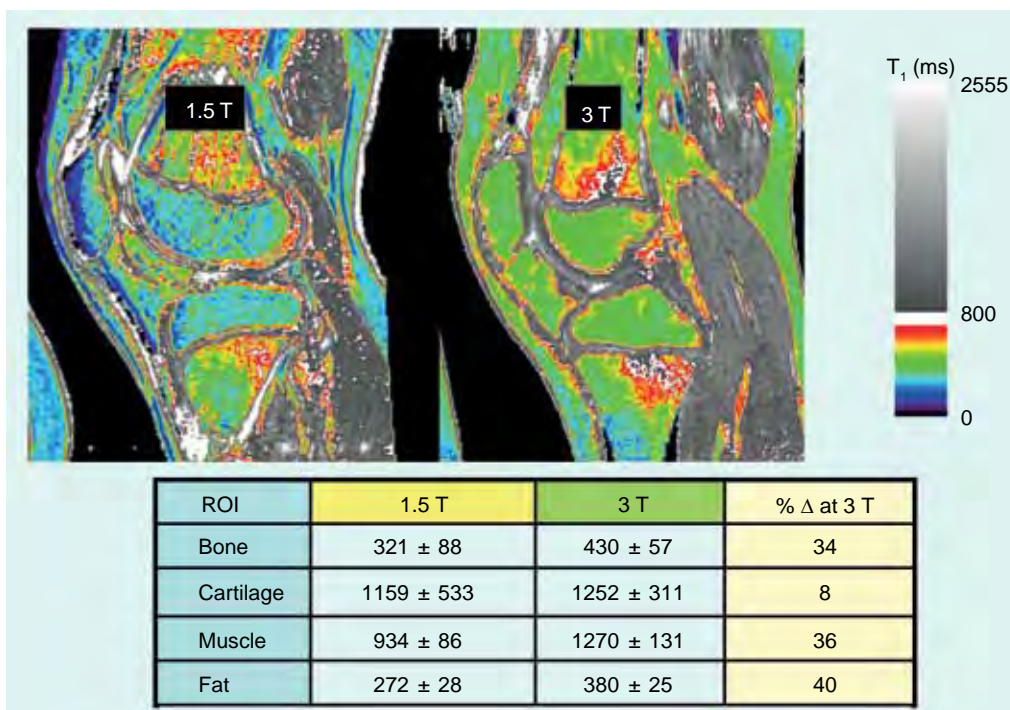 1.5 T
3 T
T₁ (ms)
2555
800
0
ROI 1.5 T 3 T % Δ at 3 T
Bone 321 ± 88 430 ± 57 34
Cartilage 1159 ± 533 1252 ± 311 8
Muscle 934 ± 86 1270 ± 131 36
Fat 272 ± 28 380 ± 25 40